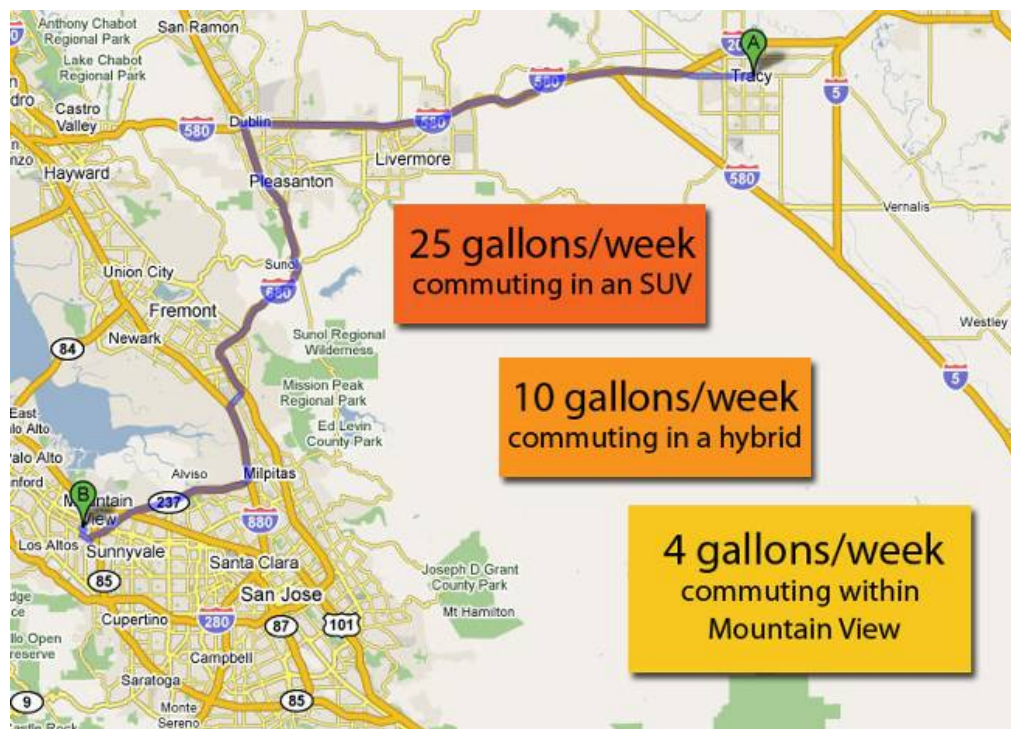 Anthony Chabot
Regional Park
San Ramon
Lake Chabot
Regional Park
Castro
Valley
580
Dublin
580
580
205
A
Tracy
5
Hayward
Livermore
Pleasanton
580
Vernalis
25 gallons/week
commuting in an SUV
Union City
Sunol
680
Fremont
Newark
Sunol Regional
Wilderness
Westley
84
Mission Peak
Regional Park
10 gallons/week
commuting in a hybrid
5
East
Palo Alto
Ed Levin
County Park
Alviso
Milpitas
B
Mountain
View
237
880
Los Altos
Sunnyvale
Santa Clara
85
San Jose
Joseph D Grant
County Park
Mt Hamilton
4 gallons/week
commuting within
Mountain View
Cupertino
280
87
101
Campbell
Saratoga
85
9
Monte
Sereno